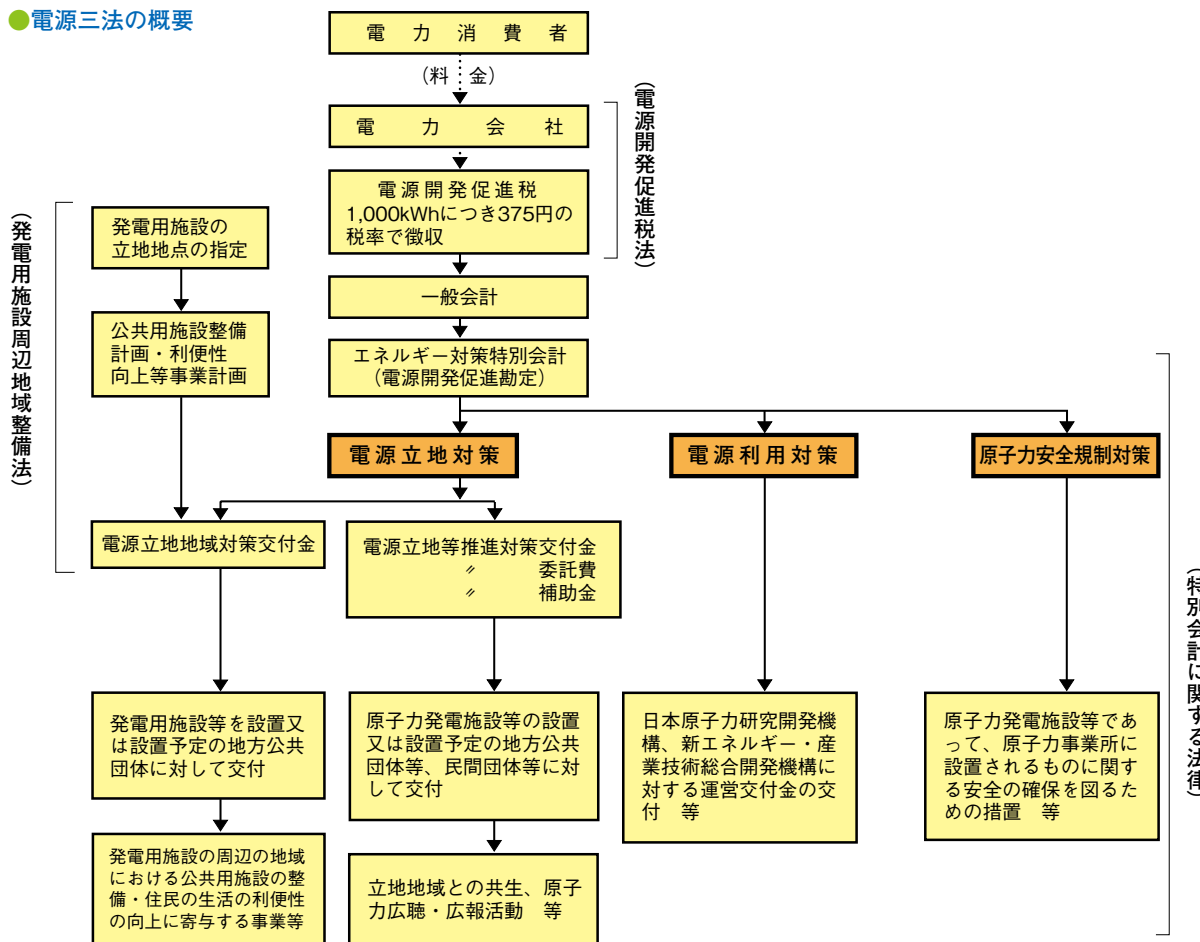 ●電源三法の概要
電力消費者
(料金)
電力会社
電源開発促進税
1,000kWhにつき375円の
税率で徴収
(電源開発促進税法)
一般会計
エネルギー対策特別会計
(電源開発促進勘定)
(発電用施設周辺地域整備法)
発電用施設の
立地地点の指定
公共用施設整備
計画・利便性
向上等事業計画
電源立地対策
電源利用対策
原子力安全規制対策
電源立地地域対策交付金
電源立地等推進対策交付金
〃 委託費
〃 補助金
(特別会計に関する法律)
発電用施設等を設置又
は設置予定の地方公共
団体に対して交付
原子力発電施設等の設置
又は設置予定の地方公共
団体等、民間団体等に対
して交付
日本原子力研究開発機
構、新エネルギー・産
業技術総合開発機構に
対する運営交付金の交
付 等
原子力発電施設等であ
って、原子力事業所に
設置されるものに関す
る安全の確保を図るた
めの措置 等
発電用施設の周辺の地域
における公共用施設の整
備・住民の生活の利便性
の向上に寄与する事業等
立地地域との共生、原子
力広聴・広報活動 等